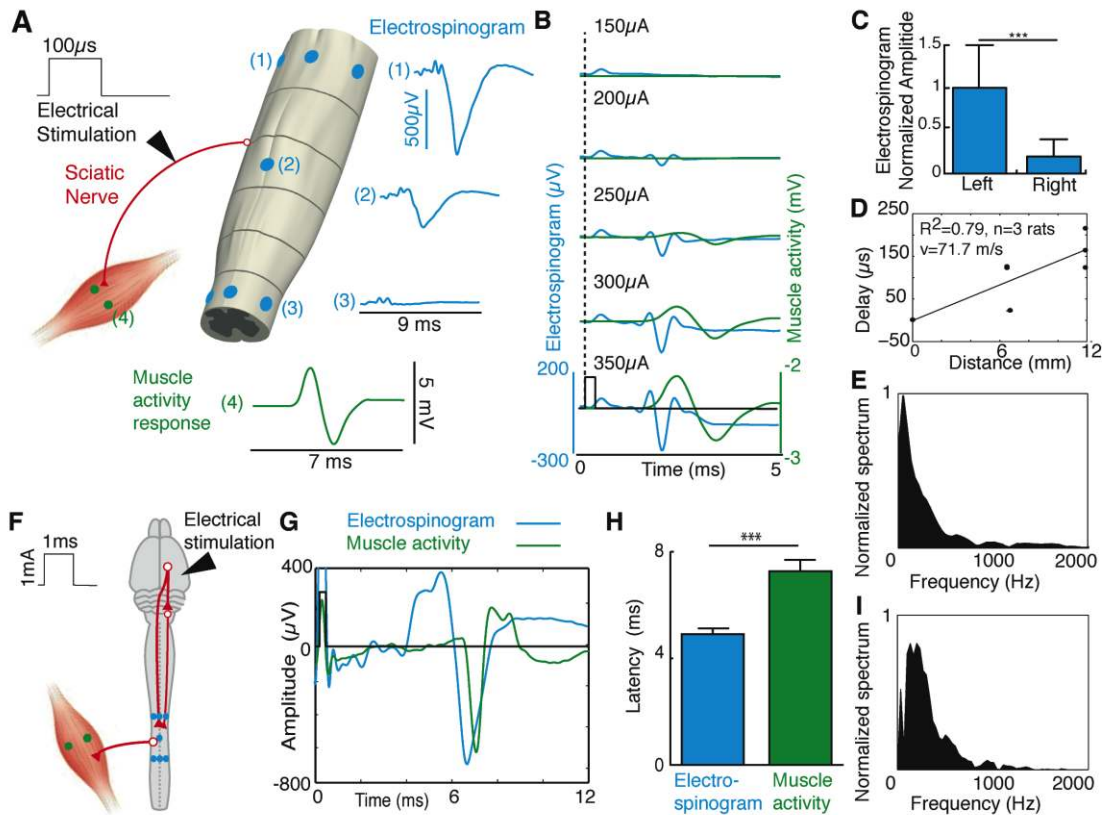 A
100µs
Electrical
Stimulation
Sciatic
Nerve
(4)
(1)
(2)
(3)
Electrospinogram
(1)
500µV
(2)
(3)
9 ms
Muscle
activity
response
(4)
5 mV
7 ms
B
150µA
200µA
250µA
300µA
350µA
Electrospinogram (µV)
Muscle activity (mV)
200
-300
-2
-3
0
Time (ms)
5
C
***
Electrospinogram
Normalized Amplitide
1.5
1
0.5
0
Left
Right
D
R²=0.79, n=3 rats
v=71.7 m/s
Delay (µs)
250
150
50
-50
0
6
12
Distance (mm)
E
Normalized spectrum
1
0
1000 Hz
2000 Hz
Frequency (Hz)
F
1mA
1ms
Electrical
stimulation
G
Electrospinogram
Muscle activity
Amplitude (µV)
400
0
-800
0
6
12
Time (ms)
H
***
Latency (ms)
8
4
0
Electro-
spinogram
Muscle
activity
I
Normalized spectrum
1
0
1000 Hz
2000 Hz
Frequency (Hz)